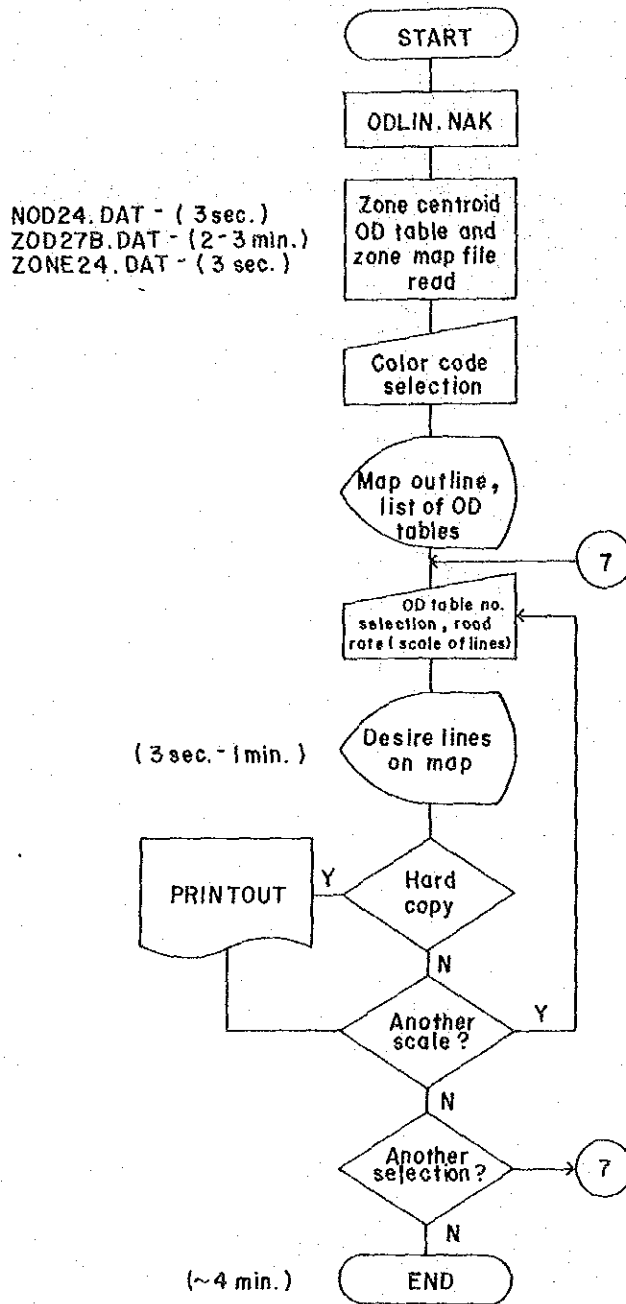 START
ODLIN.NAK
NOD24.DAT - (3 sec.)
ZOD27B.DAT - (2-3 min.)
ZONE24.DAT - (3 sec.)
Zone centroid
OD table and
zone map file
read
Color code
selection
Map outline,
list of OD
tables
7
OD table no.
selection, road
rate (scale of lines)
(3 sec. - 1 min.)
Desire lines
on map
PRINTOUT
Y
Hard
copy
N
Another
scale?
Y
N
Another
selection?
7
N
(~4 min.)
END